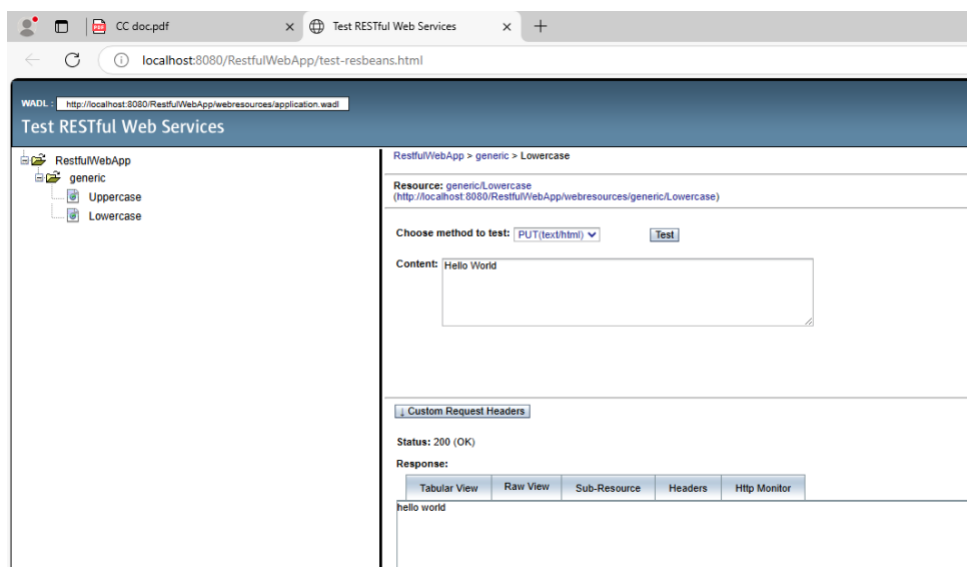 CC doc.pdf
Test RESTful Web Services
localhost:8080/RestfulWebApp/test-resbeans.html
WADL : http://localhost:8080/RestfulWebApp/webresources/application.wadl
Test RESTful Web Services
RestfulWebApp
generic
Uppercase
Lowercase
RestfulWebApp > generic > Lowercase
Resource: generic/Lowercase
(http://localhost:8080/RestfulWebApp/webresources/generic/Lowercase)
Choose method to test: PUT(text/html) Test
Content: Hello World
↓ Custom Request Headers
Status: 200 (OK)
Response:
Tabular View Raw View Sub-Resource Headers Http Monitor
hello world